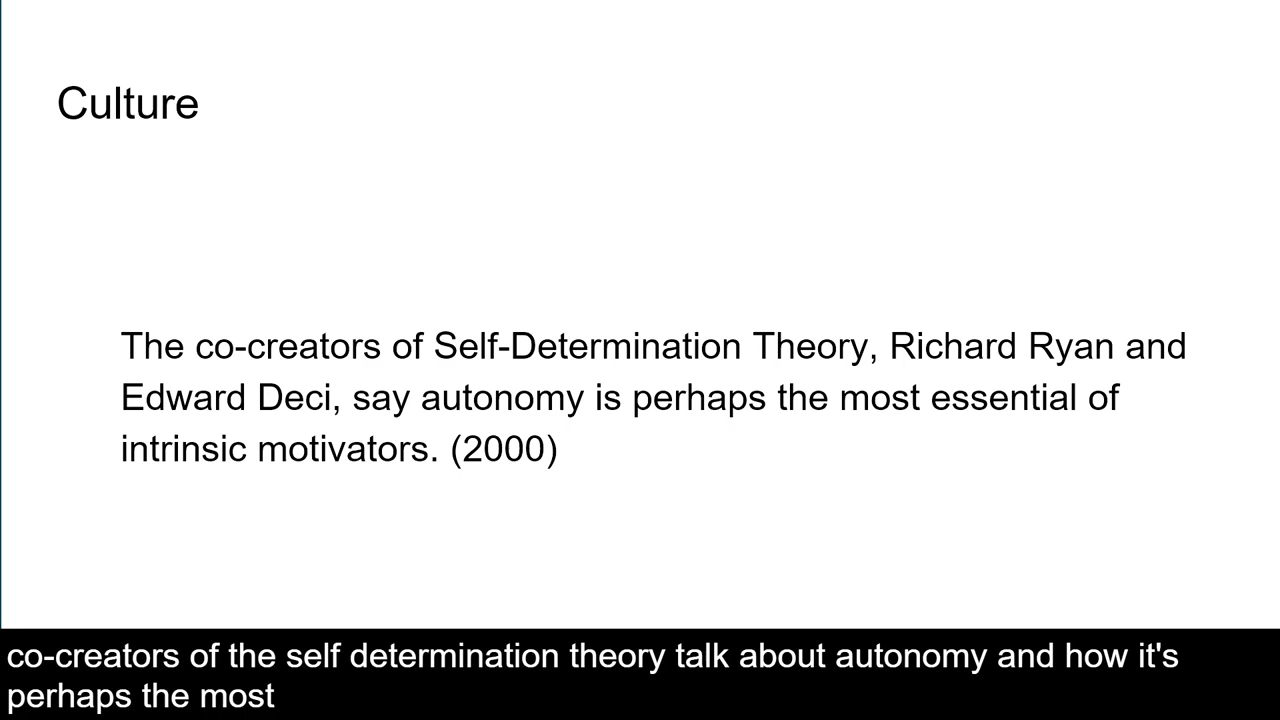 Culture
The co-creators of Self-Determination Theory, Richard Ryan and
Edward Deci, say autonomy is perhaps the most essential of
intrinsic motivators. (2000)
co-creators of the self determination theory talk about autonomy and how it's
perhaps the most